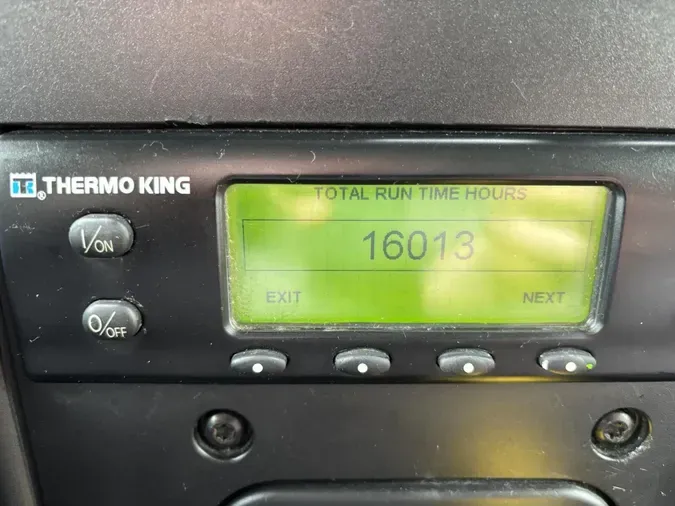 THERMO KING
TOTAL RUN TIME HOURS
I/ON
16013
EXIT NEXT
O/OFF